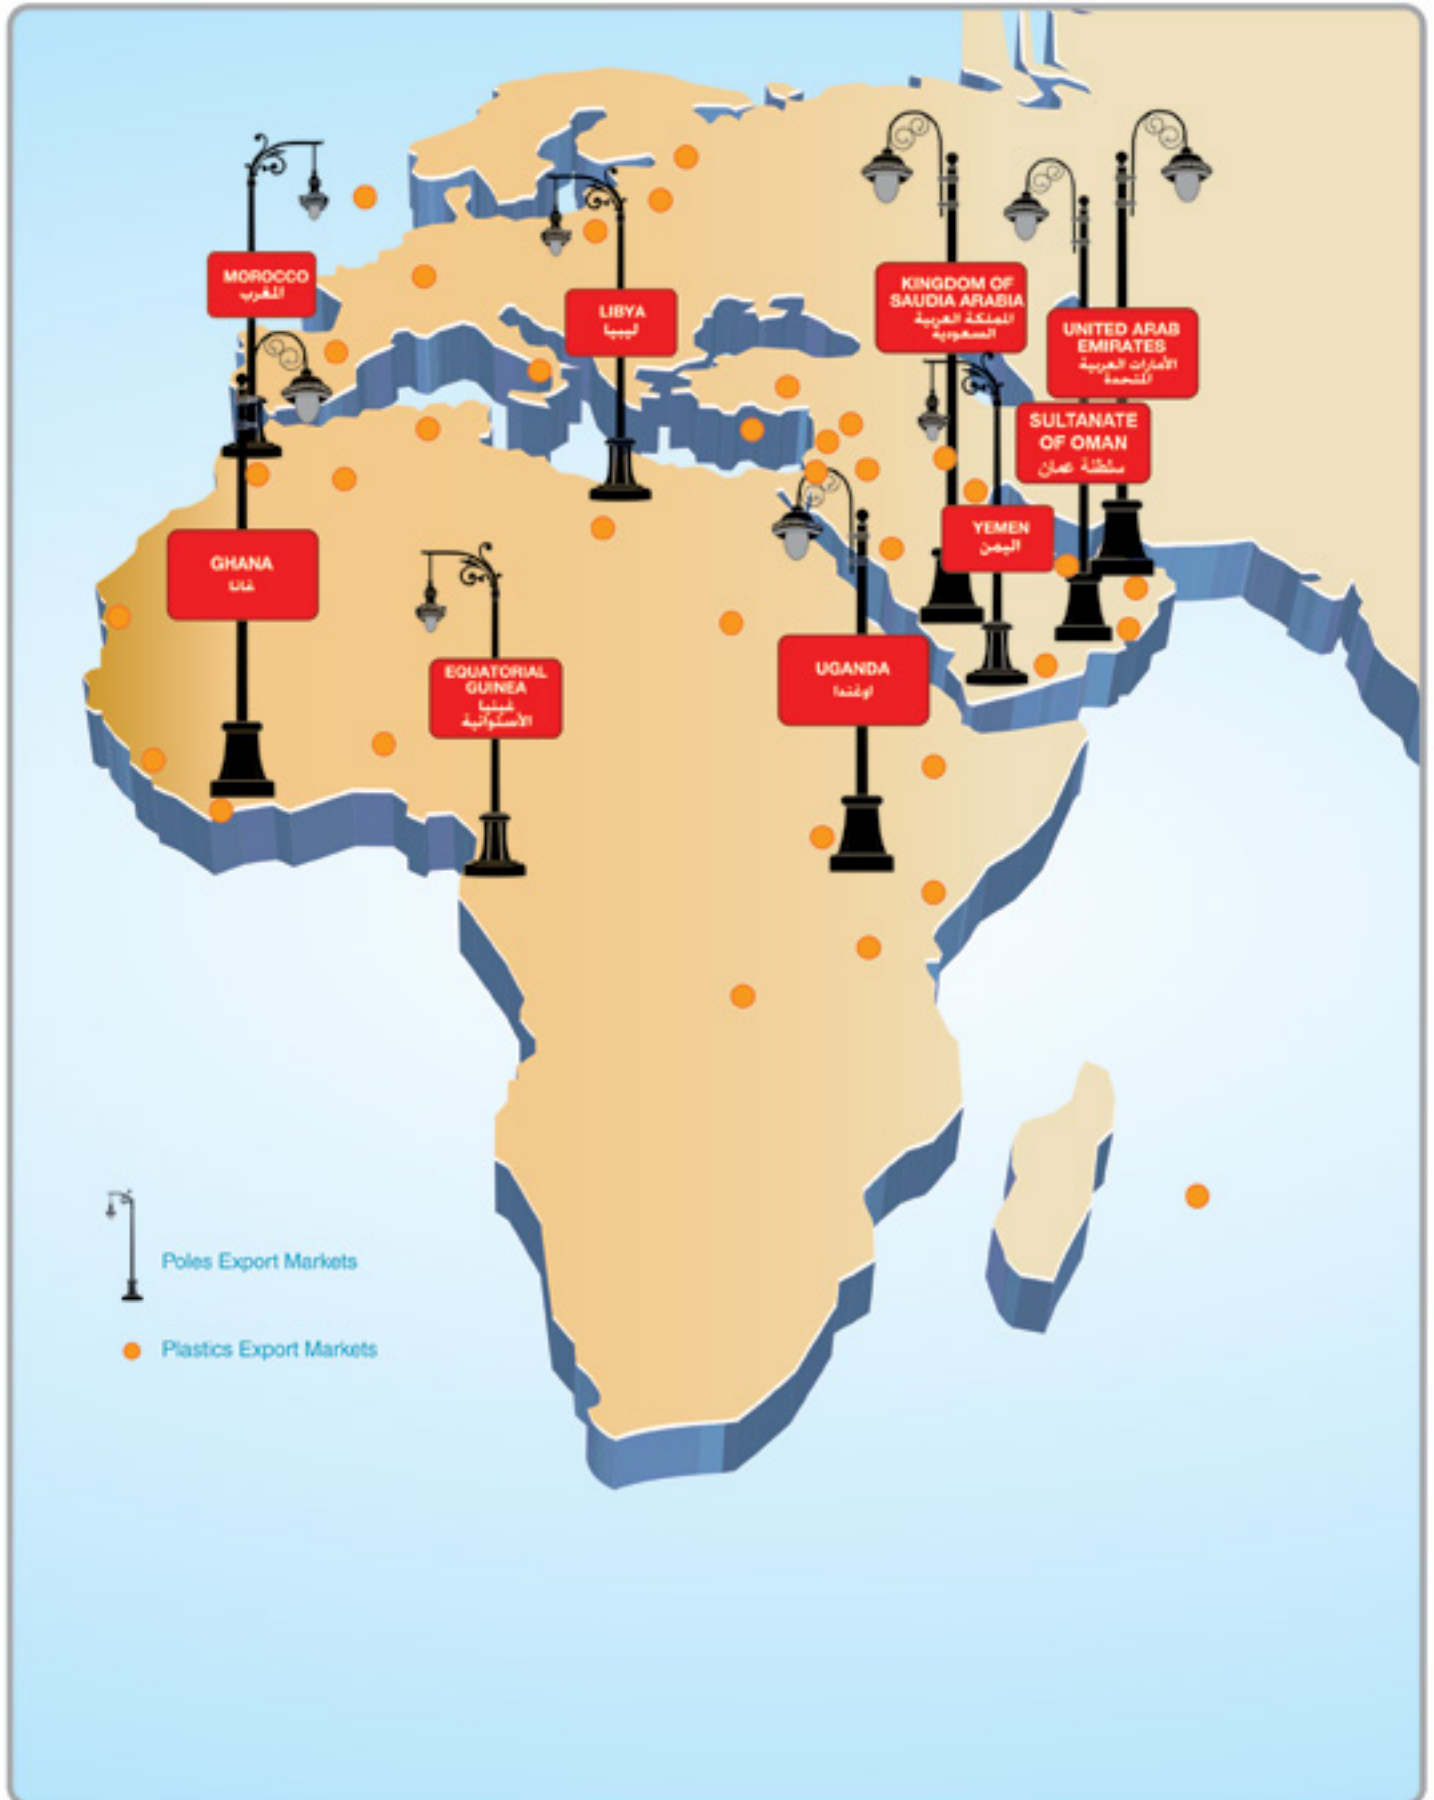 MOROCCO
المغرب
LIBYA
ليبيا
KINGDOM OF
SAUDIA ARABIA
المملكة العربية
السعودية
UNITED ARAB
EMIRATES
الأمارات العربية
المتحدة
SULTANATE
OF OMAN
سلطنة عمان
YEMEN
اليمن
GHANA
غانا
EQUATORIAL
GUINEA
غينيا
الأستوائية
UGANDA
اوغندا
Poles Export Markets
Plastics Export Markets